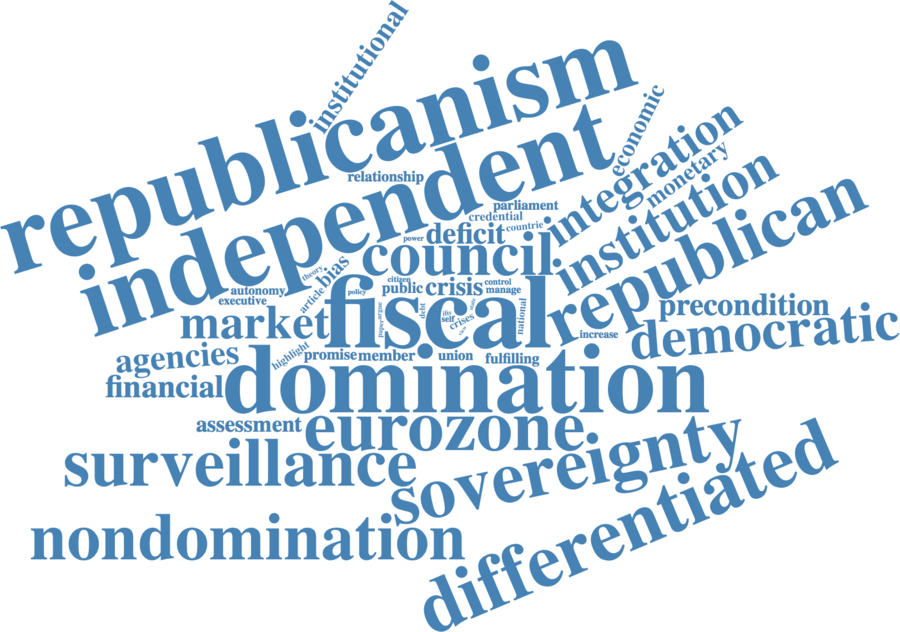 institutional
republicanism
economic
independent
integration
relationship
monetary
institution
parliament
credential
republican
countrie
deficit
power
council
theory
bias
citizen
autonomy
public
crisis
control
manage
policy
executive
article
fiscal
precondition
debt
self
crises
national
market
democratic
increase
agencies
highlight
promise
member
union
fulfilling
financial
domination
assessment
eurozone
surveillance
sovereignty
differentiated
nondomination